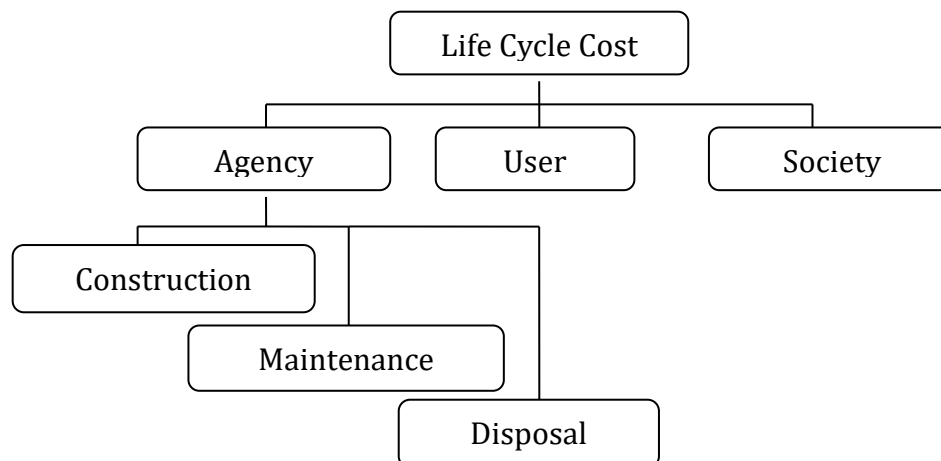 Life Cycle Cost
Agency
User
Society
Construction
Maintenance
Disposal